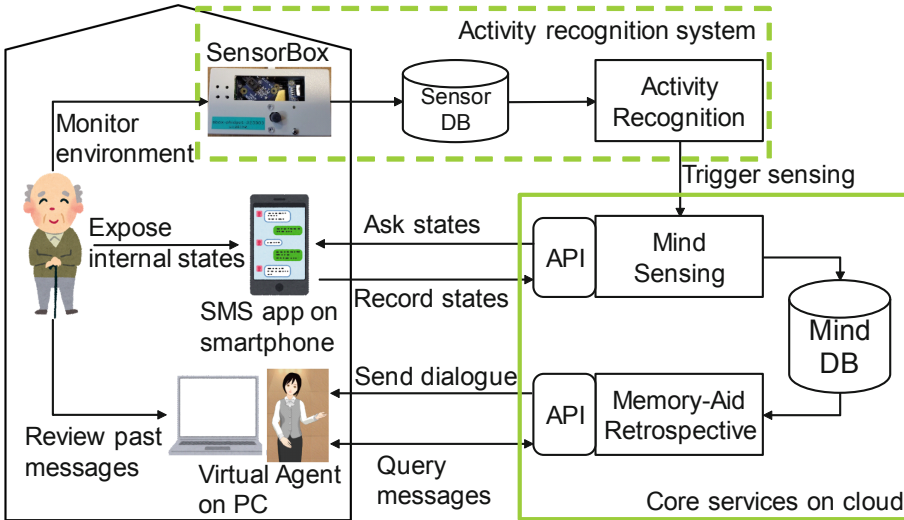 Activity recognition system
SensorBox
Sensor
DB
Activity
Recognition
Monitor
environment
Trigger sensing
Expose
internal states
Ask states
API
Mind
Sensing
Record states
SMS app on
smartphone
Mind
DB
Send dialogue
API
Memory-Aid
Retrospective
Review past
messages
Virtual Agent
on PC
Query
messages
Core services on cloud